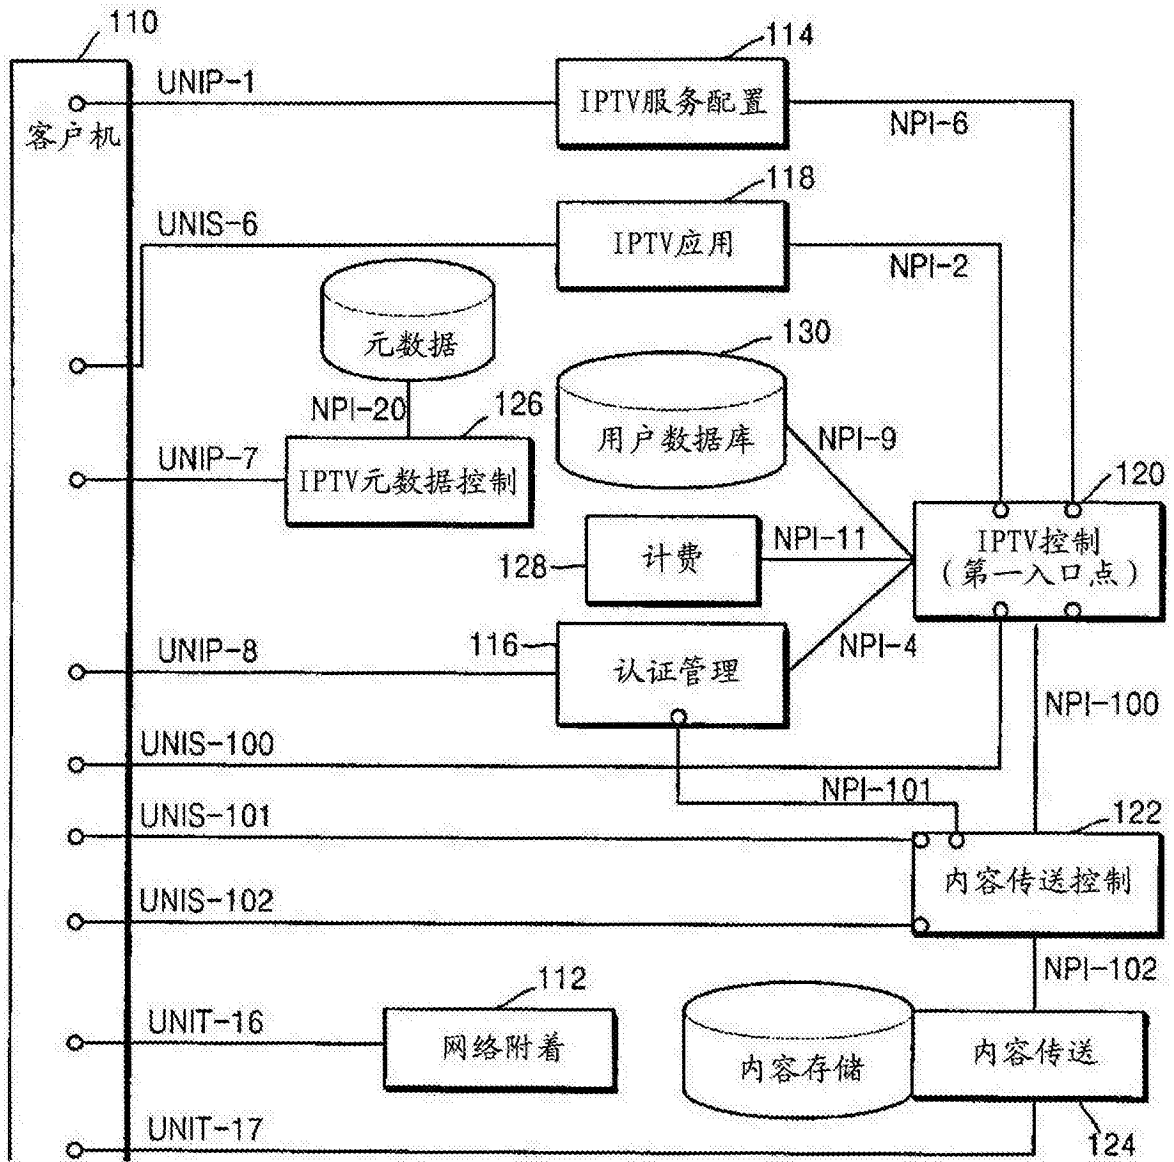 110
114
UNIP-1
IPTV服务配置
NPI-6
客户机
118
UNIS-6
IPTV应用
NPI-2
元数据
130
NPI-20
126
用户数据库
NPI-9
UNIP-7
IPTV元数据控制
120
IPTV控制
(第一入口点)
计费
NPI-11
128
116
UNIP-8
认证管理
NPI-4
NPI-100
UNIS-100
NPI-101
UNIS-101
122
内容传送控制
UNIS-102
NPI-102
112
UNIT-16
网络附着
内容存储
内容传送
UNIT-17
124